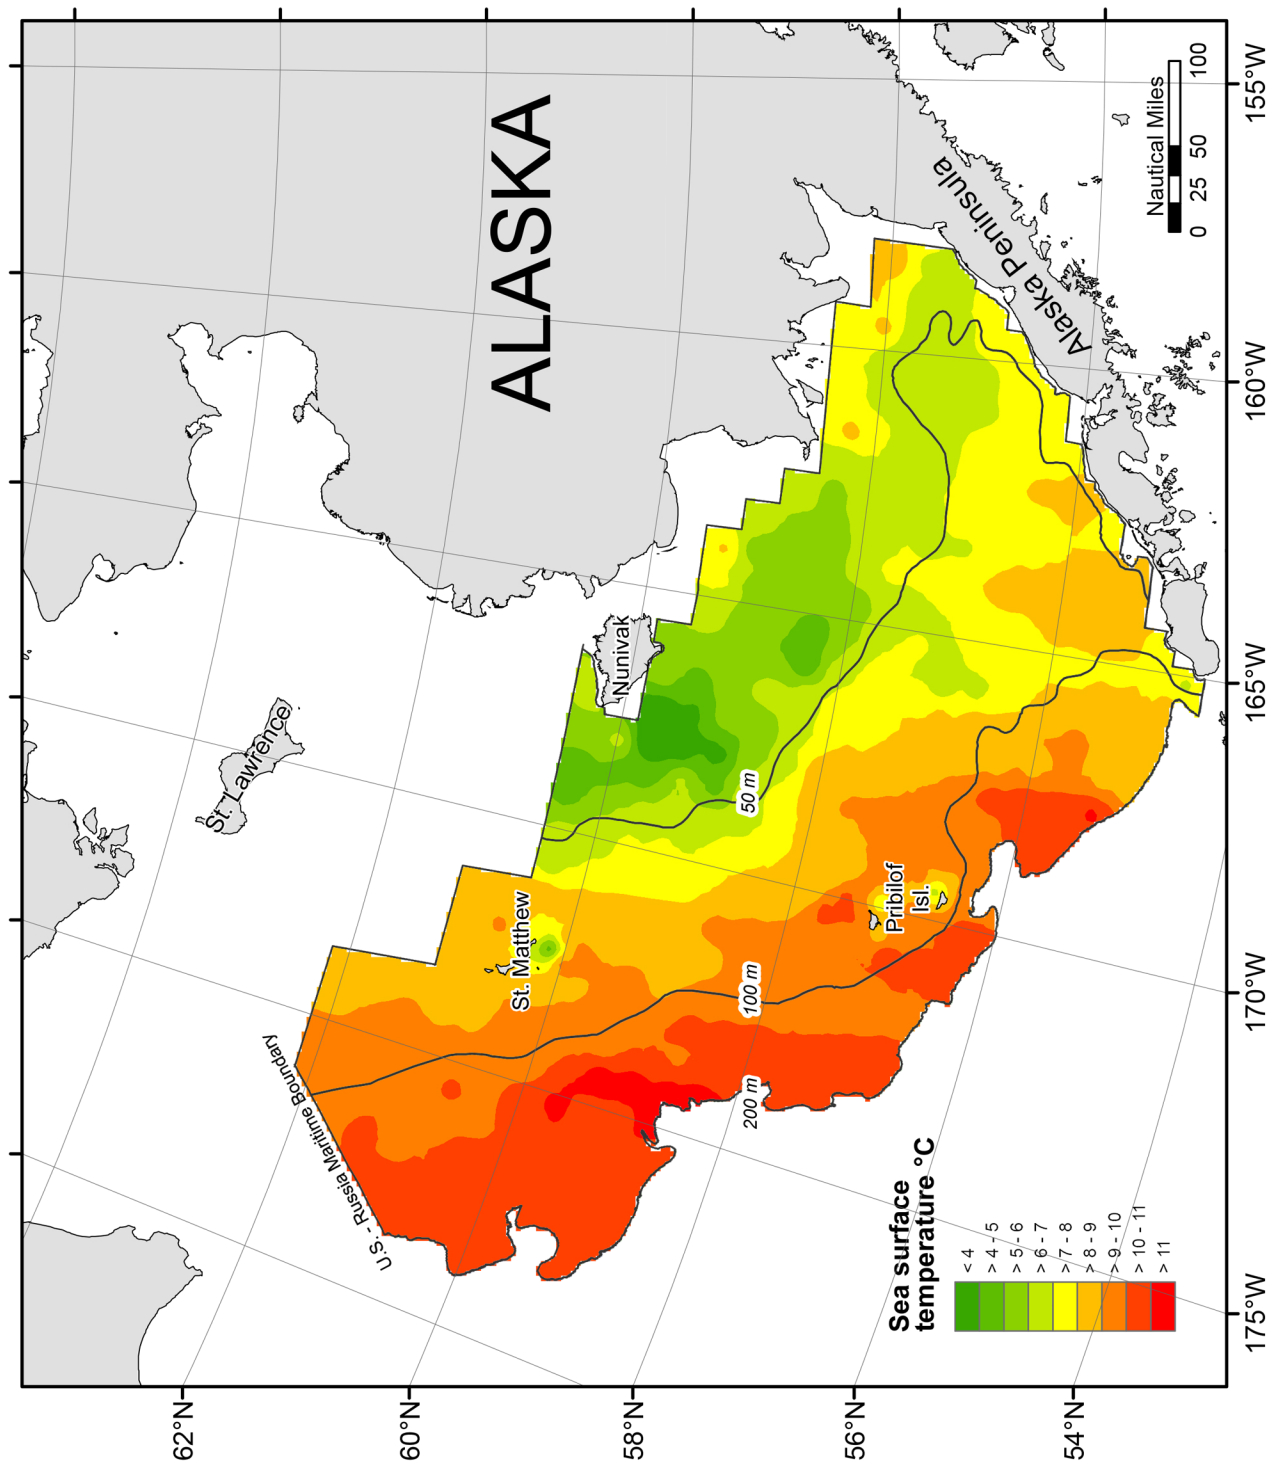 ALASKA
St. Lawrence
Nunivak
Alaska Peninsula
Nautical Miles
0 25 50 100
St. Matthew
Pribilof
Isl.
50 m
100 m
200 m
U.S. - Russia Maritime Boundary
Sea surface
temperature °C
< 4
> 4 - 5
> 5 - 6
> 6 - 7
> 7 - 8
> 8 - 9
> 9 - 10
> 10 - 11
> 11
62°N
60°N
58°N
56°N
54°N
175°W
170°W
165°W
160°W
155°W